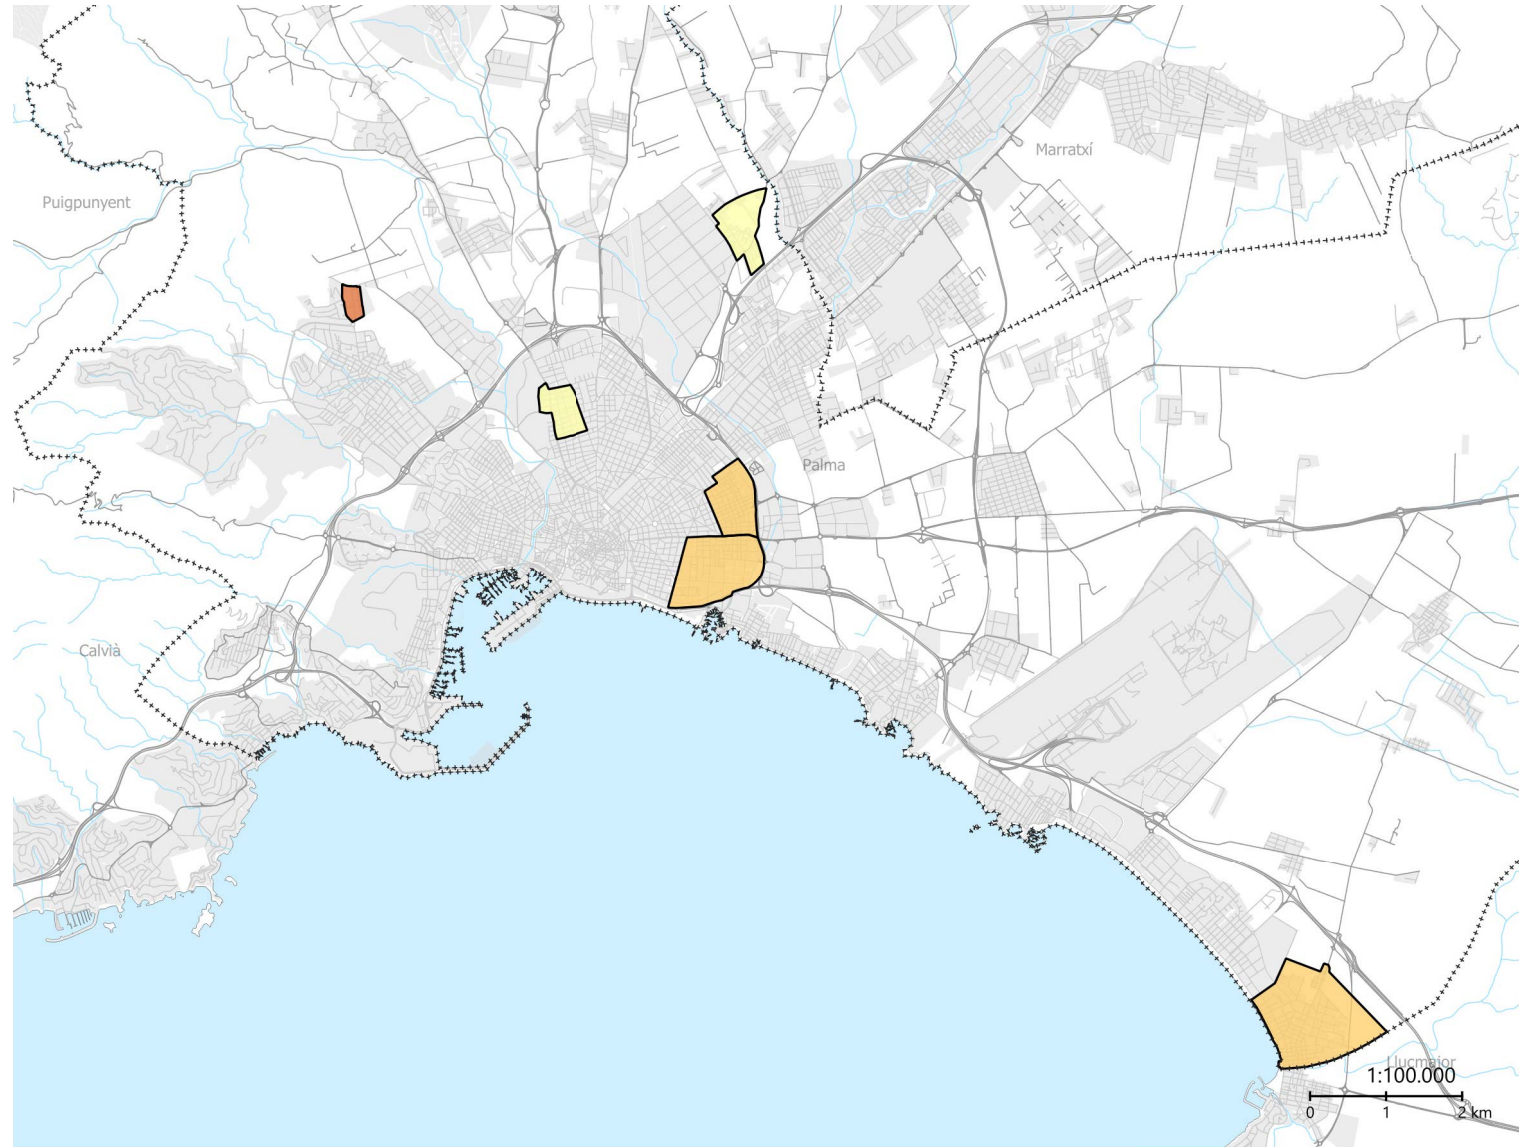 Marratxí
Puigpunyent
Palma
Calvià
Llucmajor
1:100.000
0 1 2 km